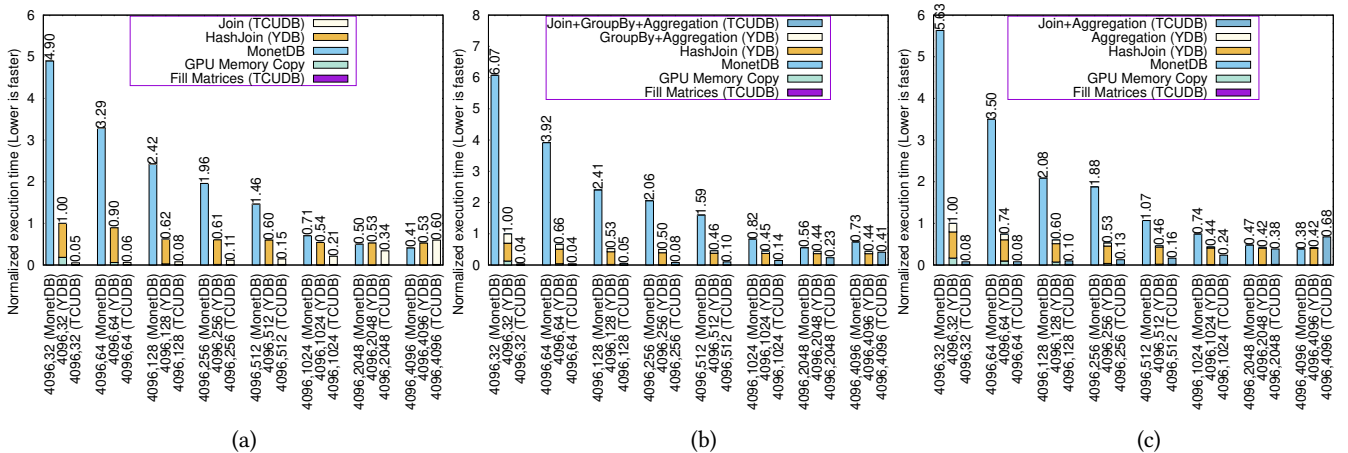 Normalized execution time (Lower is faster)
6
5
4
3
2
1
0
Join (TCUDB)
HashJoin (YDB)
MonetDB
GPU Memory Copy
Fill Matrices (TCUDB)
4.90
1.00
0.05
3.29
0.90
0.06
2.42
0.62
0.08
1.96
0.61
0.11
1.46
0.60
0.15
0.71
0.54
0.21
0.50
0.53
0.34
0.41
0.53
0.60
4096,32 (MonetDB)
4096,32 (YDB)
4096,32 (TCUDB)
4096,64 (MonetDB)
4096,64 (YDB)
4096,64 (TCUDB)
4096,128 (MonetDB)
4096,128 (YDB)
4096,128 (TCUDB)
4096,256 (MonetDB)
4096,256 (YDB)
4096,256 (TCUDB)
4096,512 (MonetDB)
4096,512 (YDB)
4096,512 (TCUDB)
4096,1024 (MonetDB)
4096,1024 (YDB)
4096,1024 (TCUDB)
4096,2048 (MonetDB)
4096,2048 (YDB)
4096,2048 (TCUDB)
4096,4096 (MonetDB)
4096,4096 (YDB)
4096,4096 (TCUDB)
(a)
Normalized execution time (Lower is faster)
8
7
6
5
4
3
2
1
0
Join+GroupBy+Aggregation (TCUDB)
GroupBy+Aggregation (YDB)
HashJoin (YDB)
MonetDB
GPU Memory Copy
Fill Matrices (TCUDB)
6.07
1.00
0.04
3.92
0.66
0.04
2.41
0.53
0.05
2.06
0.50
0.08
1.59
0.46
0.10
0.82
0.45
0.14
0.56
0.44
0.23
0.73
0.44
0.41
4096,32 (MonetDB)
4096,32 (YDB)
4096,32 (TCUDB)
4096,64 (MonetDB)
4096,64 (YDB)
4096,64 (TCUDB)
4096,128 (MonetDB)
4096,128 (YDB)
4096,128 (TCUDB)
4096,256 (MonetDB)
4096,256 (YDB)
4096,256 (TCUDB)
4096,512 (MonetDB)
4096,512 (YDB)
4096,512 (TCUDB)
4096,1024 (MonetDB)
4096,1024 (YDB)
4096,1024 (TCUDB)
4096,2048 (MonetDB)
4096,2048 (YDB)
4096,2048 (TCUDB)
4096,4096 (MonetDB)
4096,4096 (YDB)
4096,4096 (TCUDB)
(b)
Normalized execution time (Lower is faster)
6
5
4
3
2
1
0
Join+Aggregation (TCUDB)
Aggregation (YDB)
HashJoin (YDB)
MonetDB
GPU Memory Copy
Fill Matrices (TCUDB)
5.63
1.00
0.08
3.50
0.74
0.08
2.08
0.60
0.10
1.88
0.53
0.13
1.07
0.46
0.16
0.74
0.44
0.24
0.47
0.42
0.38
0.38
0.42
0.68
4096,32 (MonetDB)
4096,32 (YDB)
4096,32 (TCUDB)
4096,64 (MonetDB)
4096,64 (YDB)
4096,64 (TCUDB)
4096,128 (MonetDB)
4096,128 (YDB)
4096,128 (TCUDB)
4096,256 (MonetDB)
4096,256 (YDB)
4096,256 (TCUDB)
4096,512 (MonetDB)
4096,512 (YDB)
4096,512 (TCUDB)
4096,1024 (MonetDB)
4096,1024 (YDB)
4096,1024 (TCUDB)
4096,2048 (MonetDB)
4096,2048 (YDB)
4096,2048 (TCUDB)
4096,4096 (MonetDB)
4096,4096 (YDB)
4096,4096 (TCUDB)
(c)